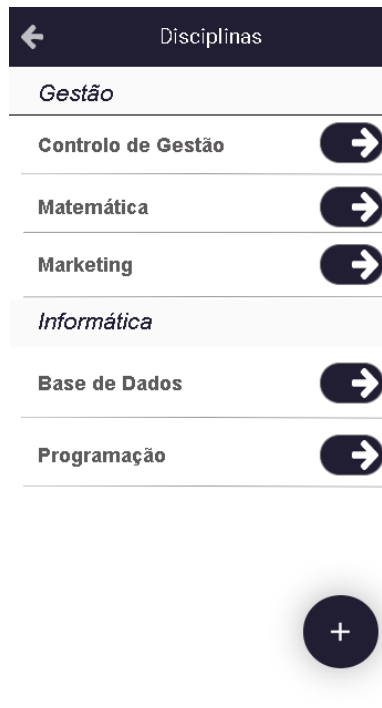 Disciplinas
Gestão
Controlo de Gestão
Matemática
Marketing
Informática
Base de Dados
Programação
+